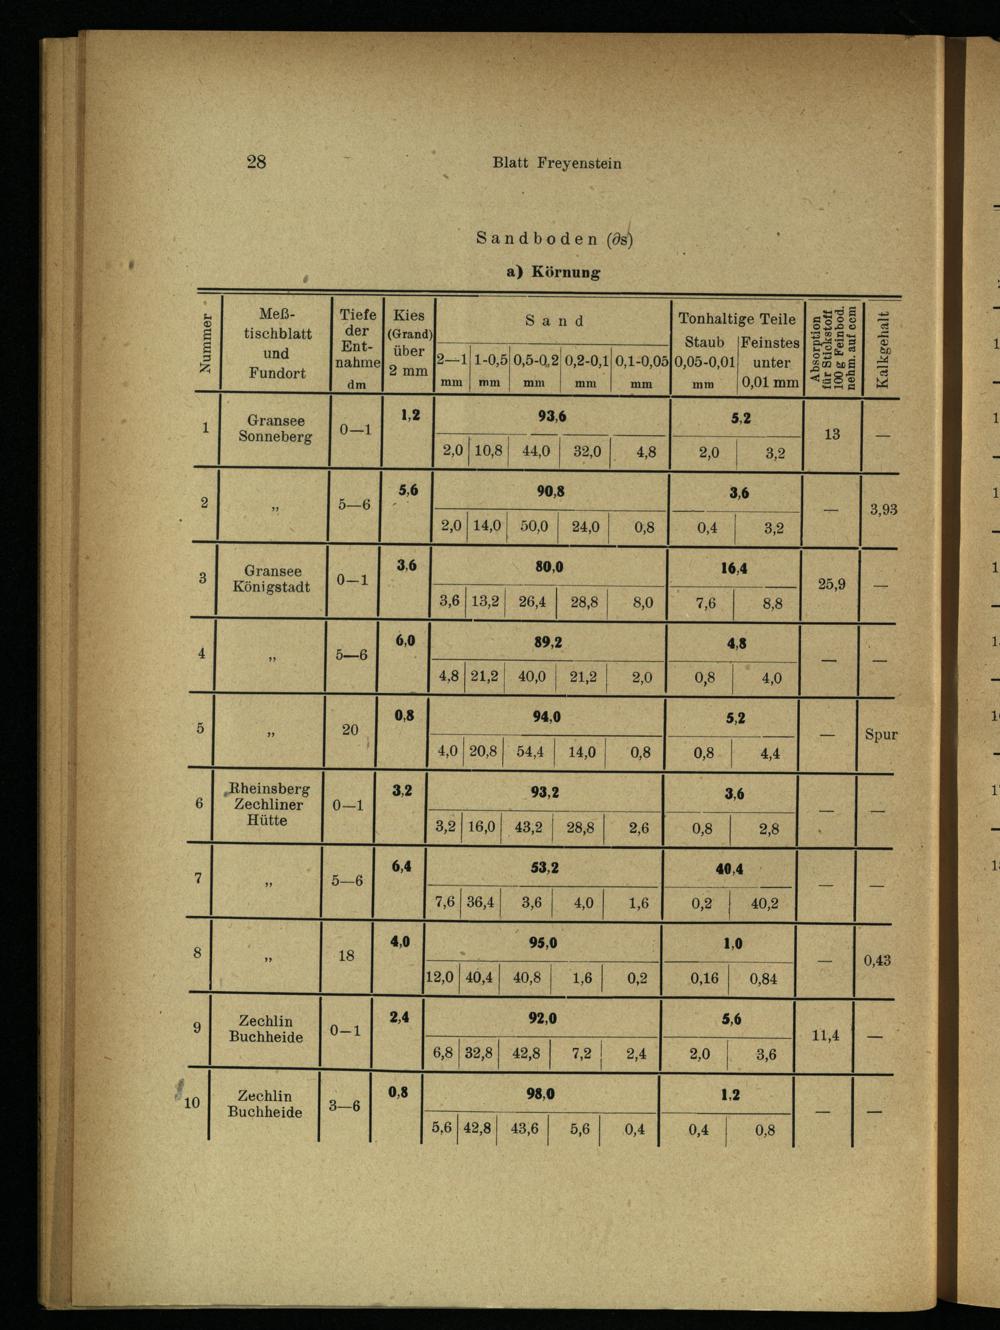 28 Blatt Freyenstein
Sandboden (∂s)
a) Körnung
Nummer
Meß-
tischblatt
und
Fundort
Tiefe
der
Ent-
nahme
dm
Kies
(Grand)
über
2 mm
Sand
2—1 mm
1-0,5 mm
0,5-0,2 mm
0,2-0,1 mm
0,1-0,05 mm
Tonhaltige Teile
Staub
0,05-0,01
mm
Feinstes
unter
0,01 mm
Absorption
für Stickstoff
100 g Feinbod.
nehm. auf ccm
Kalkgehalt
1 Gransee Sonneberg 0—1 1,2 93,6 5,2 13 —
2,0 10,8 44,0 32,0 4,8 2,0 3,2
2 „ 5—6 5,6 90,8 3,6 — 3,93
2,0 14,0 50,0 24,0 0,8 0,4 3,2
3 Gransee Königstadt 0—1 3,6 80,0 16,4 25,9 —
3,6 13,2 26,4 28,8 8,0 7,6 8,8
4 „ 5—6 6,0 89,2 4,8 — —
4,8 21,2 40,0 21,2 2,0 0,8 4,0
5 „ 20 0,8 94,0 5,2 — Spur
4,0 20,8 54,4 14,0 0,8 0,8 4,4
6 Rheinsberg Zechliner Hütte 0—1 3,2 93,2 3,6 — —
3,2 16,0 43,2 28,8 2,6 0,8 2,8
7 „ 5—6 6,4 53,2 40,4 — —
7,6 36,4 3,6 4,0 1,6 0,2 40,2
8 „ 18 4,0 95,0 1,0 — 0,43
12,0 40,4 40,8 1,6 0,2 0,16 0,84
9 Zechlin Buchheide 0—1 2,4 92,0 5,6 11,4 —
6,8 32,8 42,8 7,2 2,4 2,0 3,6
10 Zechlin Buchheide 3—6 0,8 98,0 1,2 — —
5,6 42,8 43,6 5,6 0,4 0,4 0,8